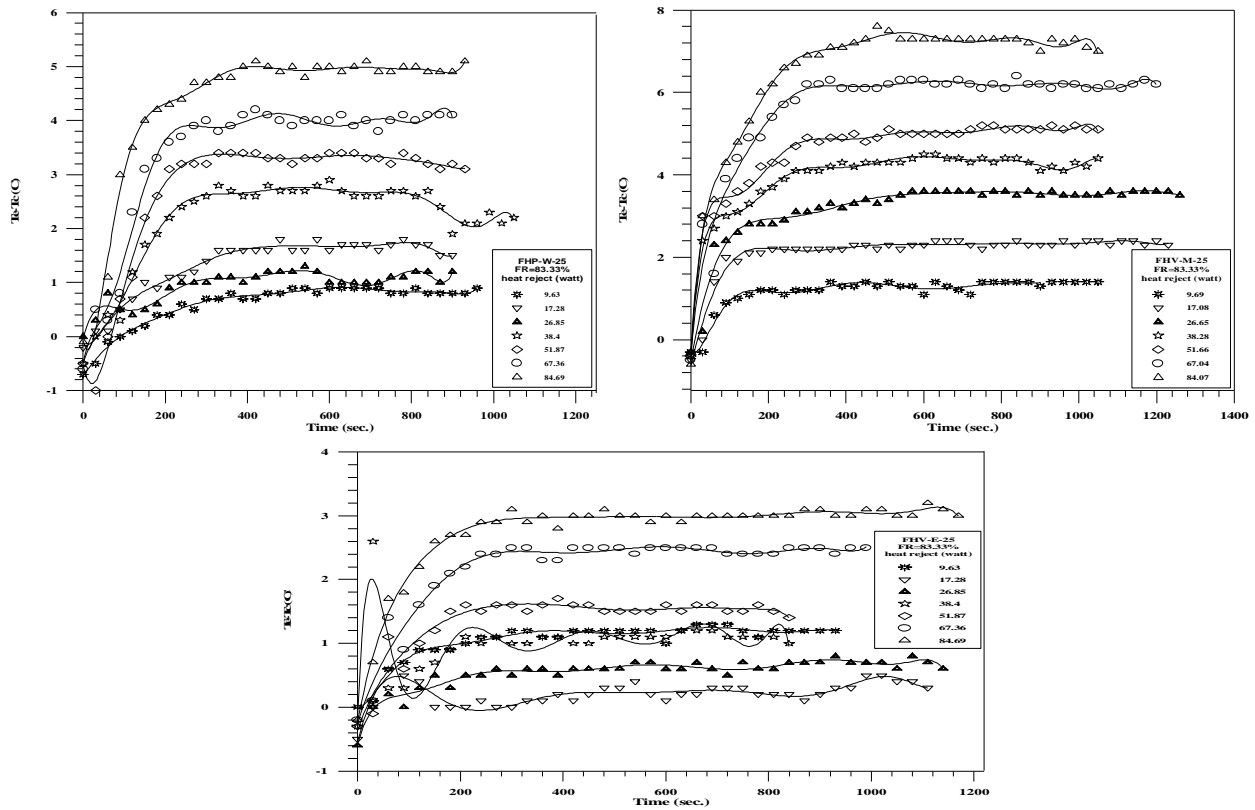 6
5
4
3
2
1
0
-1
Te-Tc(C)
0 200 400 600 800 1000 1200
Time (sec.)
FHP-W-25
FR=83.33%
heat reject (watt)
9.63
17.28
26.85
38.4
51.87
67.36
84.69
8
6
4
2
0
Te-Tc(C)
0 200 400 600 800 1000 1200 1400
Time (sec.)
FHV-M-25
FR=83.33%
heat reject (watt)
9.69
17.08
26.65
38.28
51.66
67.04
84.07
4
3
2
1
0
-1
0 200 400 600 800 1000 1200
Time (sec.)
FHV-E-25
FR=83.33%
heat reject (watt)
9.63
17.28
26.85
38.4
51.87
67.36
84.69